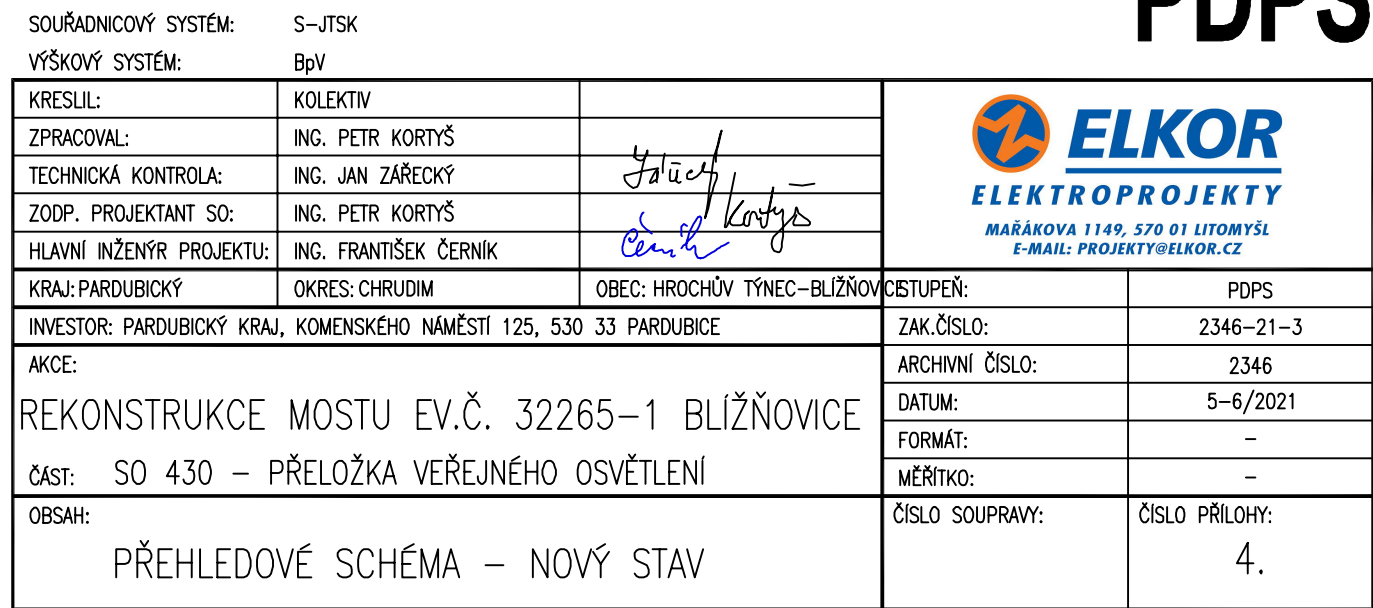 PDPS
SOUŘADNICOVÝ SYSTÉM: S-JTSK
VÝŠKOVÝ SYSTÉM: BpV
KRESLIL: KOLEKTIV
ZPRACOVAL: ING. PETR KORTYŠ
TECHNICKÁ KONTROLA: ING. JAN ZÁŘECKÝ
ZODP. PROJEKTANT SO: ING. PETR KORTYŠ
Kortyš
HLAVNÍ INŽENÝR PROJEKTU: ING. FRANTIŠEK ČERNÍK
Černík
ELKOR
ELEKTROPROJEKTY
MAŘÁKOVA 1149, 570 01 LITOMYŠL
E-MAIL: PROJEKTY@ELKOR.CZ
KRAJ: PARDUBICKÝ OKRES: CHRUDIM OBEC: HROCHŮV TÝNEC-BLÍŽŇOVICE
STUPEŇ: PDPS
INVESTOR: PARDUBICKÝ KRAJ, KOMENSKÉHO NÁMĚSTÍ 125, 530 33 PARDUBICE
ZAK.ČÍSLO: 2346-21-3
AKCE:
REKONSTRUKCE MOSTU EV.Č. 32265-1 BLÍŽŇOVICE
ČÁST: SO 430 - PŘELOŽKA VEŘEJNÉHO OSVĚTLENÍ
ARCHIVNÍ ČÍSLO: 2346
DATUM: 5-6/2021
FORMÁT: -
MĚŘÍTKO: -
OBSAH:
PŘEHLEDOVÉ SCHÉMA - NOVÝ STAV
ČÍSLO SOUPRAVY:
ČÍSLO PŘÍLOHY:
4.